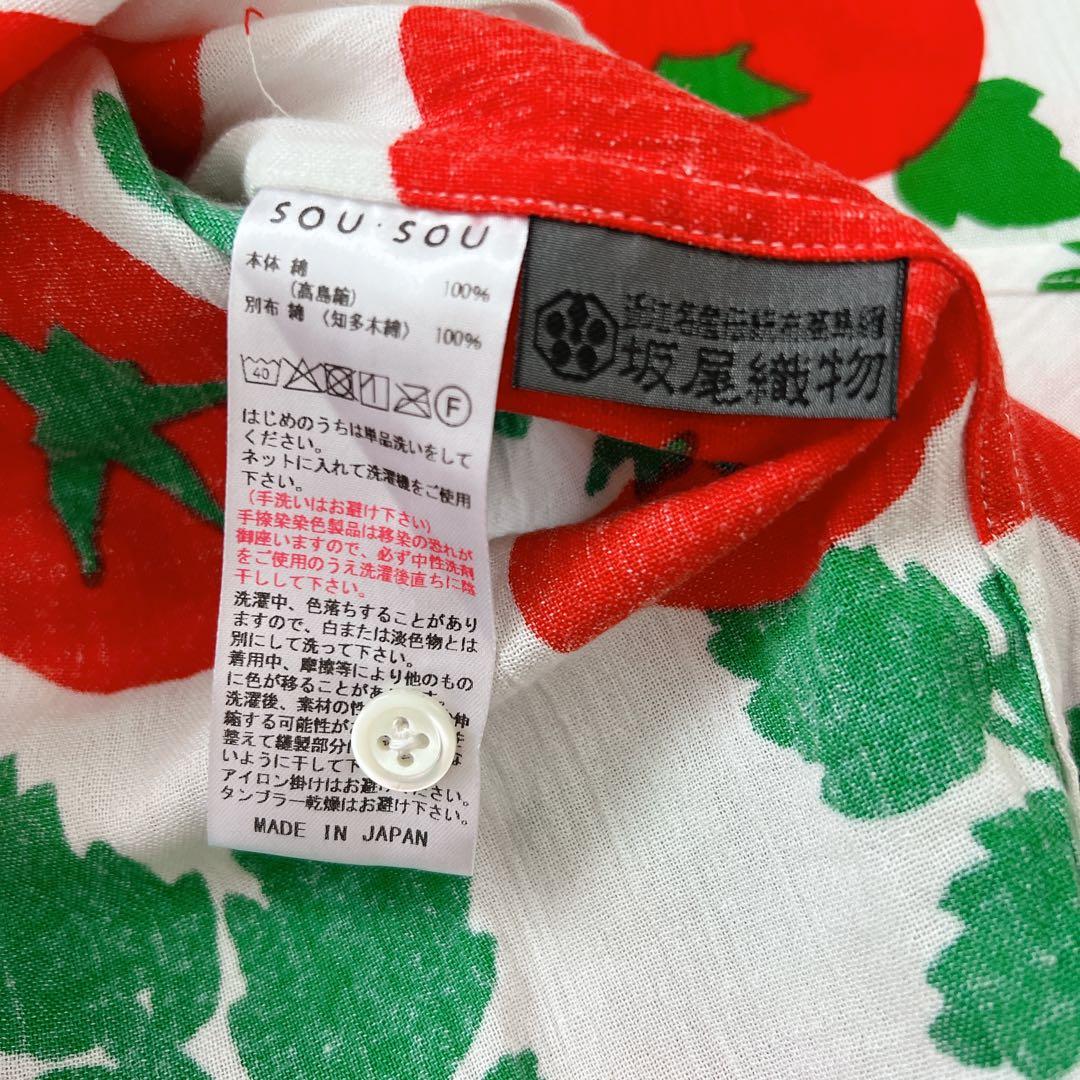 SOU・SOU
本体 綿
(高島縮) 100%
別布 綿 (知多木綿) 100%
40
F
はじめのうちは単品洗いをして
ください。
ネットに入れて洗濯機をご使用
下さい。
(手洗いはお避け下さい)
手捺染染色製品は移染の恐れが
御座いますので、必ず中性洗剤
をご使用のうえ洗濯後直ちに陰
干しして下さい。
洗濯中、色落ちすることがあり
ますので、白または淡色物とは
別にして洗って下さい。
着用中、摩擦等により他のもの
に色が移ることがあ
洗濯後、素材の性 伸
縮する可能性が
整えて縫製部分に
いように干して下 さい。
アイロン掛けはお避 ださい。
タンブラー乾燥はお避け下さい。
MADE IN JAPAN
坂尾織物